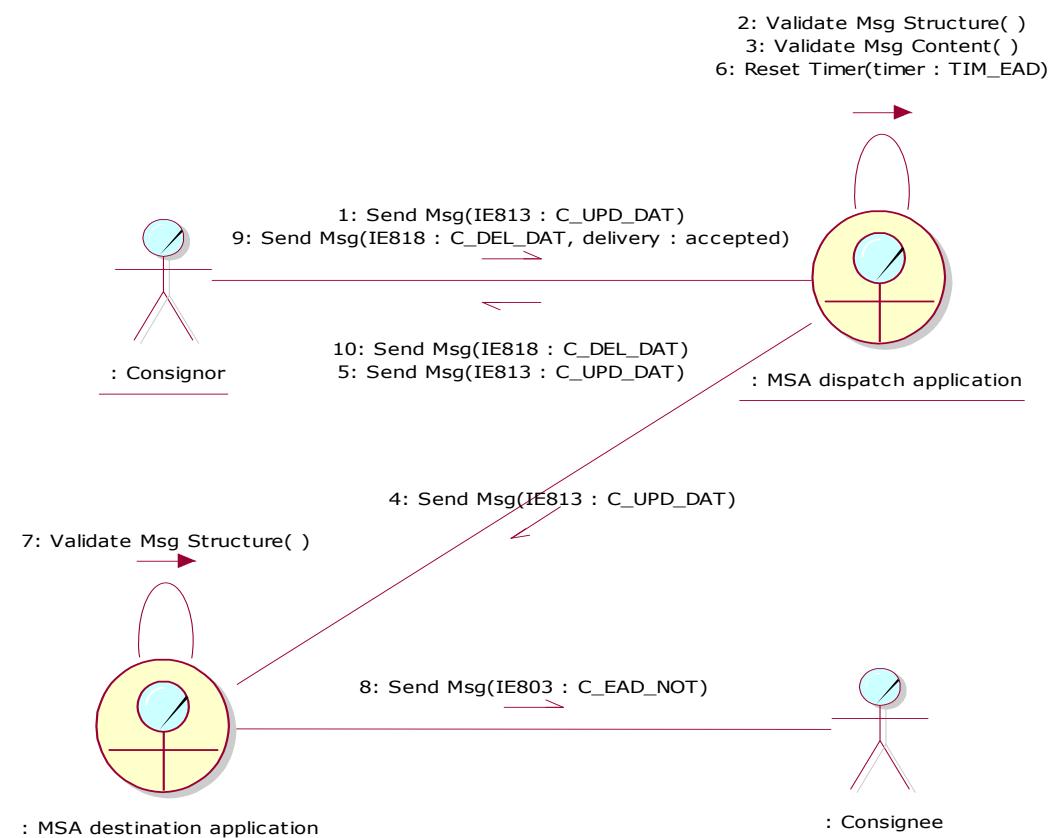 2: Validate Msg Structure( )
3: Validate Msg Content( )
6: Reset Timer(timer : TIM_EAD)
1: Send Msg(IE813 : C_UPD_DAT)
9: Send Msg(IE818 : C_DEL_DAT, delivery : accepted)
10: Send Msg(IE818 : C_DEL_DAT)
5: Send Msg(IE813 : C_UPD_DAT)
: Consignor
: MSA dispatch application
4: Send Msg(IE813 : C_UPD_DAT)
7: Validate Msg Structure( )
8: Send Msg(IE803 : C_EAD_NOT)
: MSA destination application
: Consignee